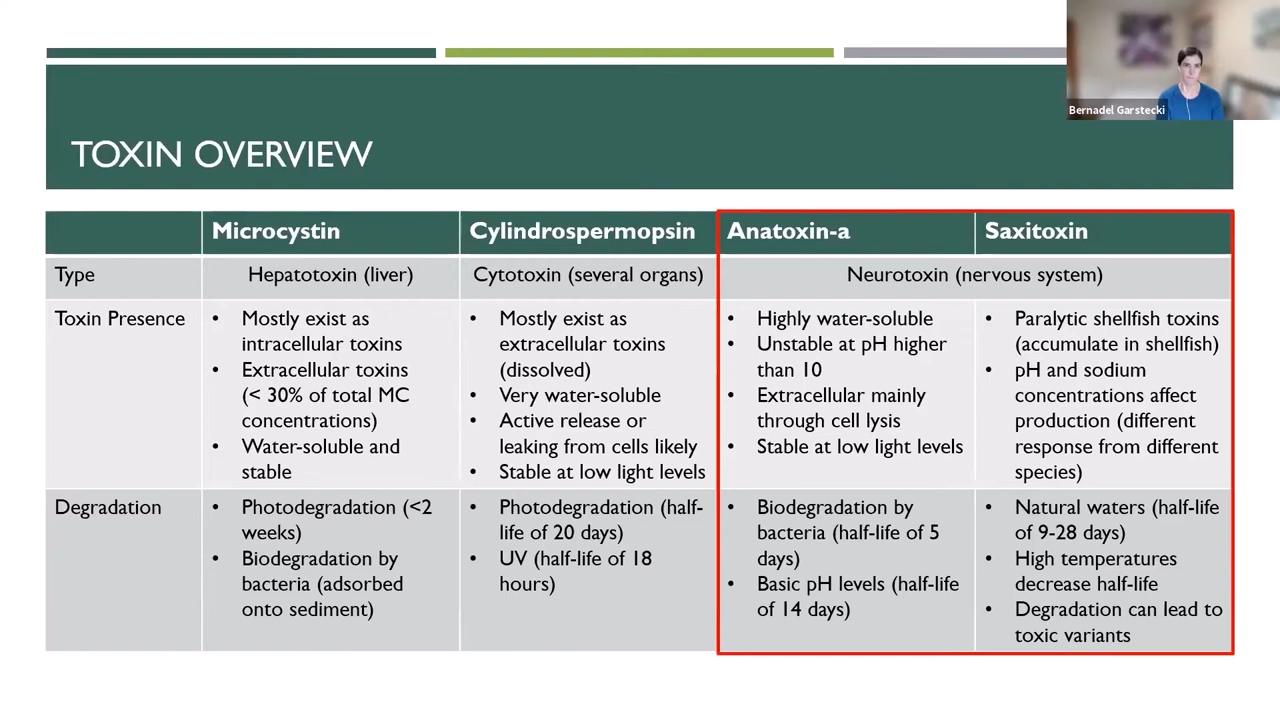 Bernadel Garstecki
TOXIN OVERVIEW
Microcystin
Cylindrospermopsin
Anatoxin-a
Saxitoxin
Type
Hepatotoxin (liver)
Cytotoxin (several organs)
Neurotoxin (nervous system)
Toxin Presence
• Mostly exist as
intracellular toxins
• Extracellular toxins
(< 30% of total MC
concentrations)
• Water-soluble and
stable
• Mostly exist as
extracellular toxins
(dissolved)
• Very water-soluble
• Active release or
leaking from cells likely
• Stable at low light levels
• Highly water-soluble
• Unstable at pH higher
than 10
• Extracellular mainly
through cell lysis
• Stable at low light levels
• Paralytic shellfish toxins
(accumulate in shellfish)
• pH and sodium
concentrations affect
production (different
response from different
species)
Degradation
• Photodegradation (<2
weeks)
• Biodegradation by
bacteria (adsorbed
onto sediment)
• Photodegradation (half-
life of 20 days)
• UV (half-life of 18
hours)
• Biodegradation by
bacteria (half-life of 5
days)
• Basic pH levels (half-life
of 14 days)
• Natural waters (half-life
of 9-28 days)
• High temperatures
decrease half-life
• Degradation can lead to
toxic variants